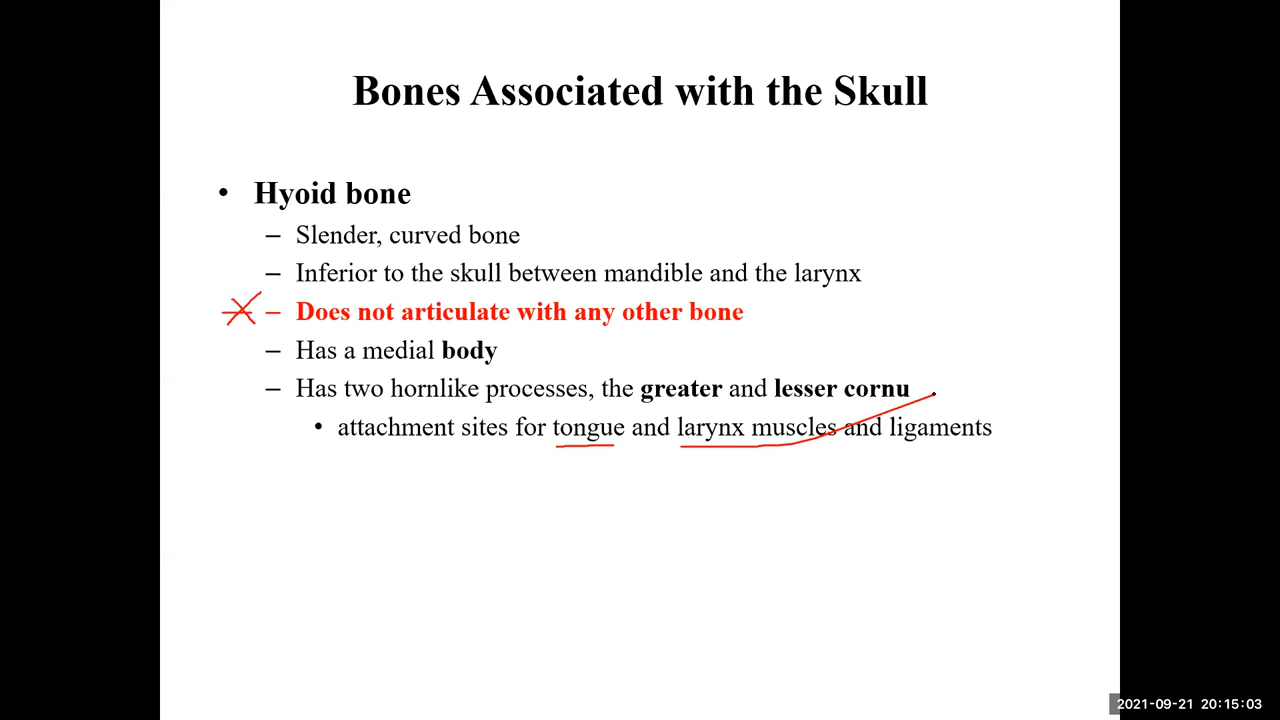 Bones Associated with the Skull
• Hyoid bone
– Slender, curved bone
– Inferior to the skull between mandible and the larynx
– Does not articulate with any other bone
– Has a medial body
– Has two hornlike processes, the greater and lesser cornu
• attachment sites for tongue and larynx muscles and ligaments
2021-09-21 20:15:03